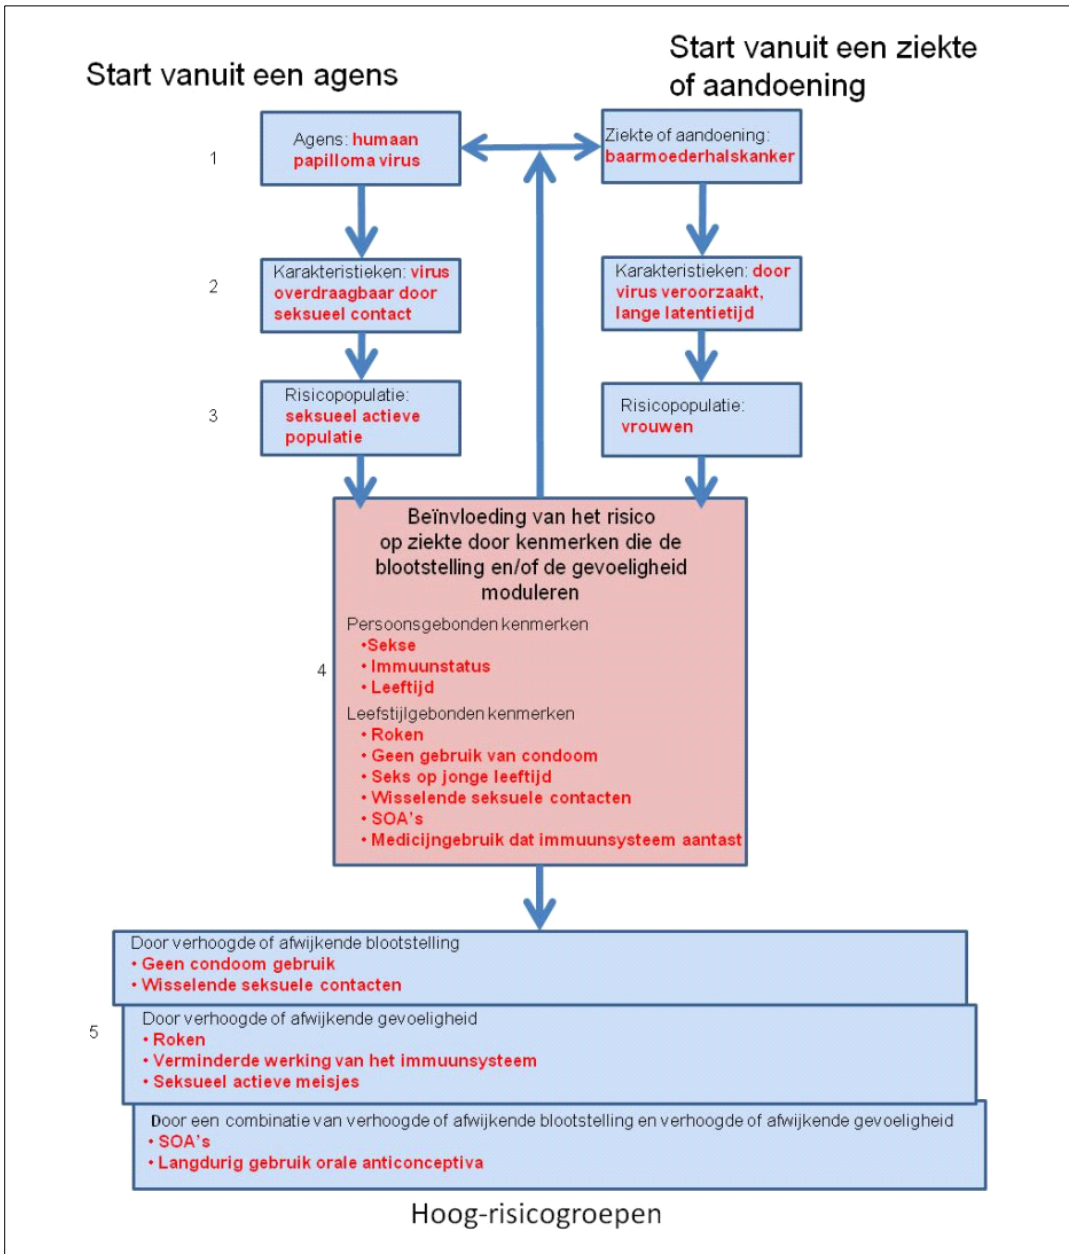 Start vanuit een agens
Start vanuit een ziekte
of aandoening
1
Agens: humaan
papilloma virus
Ziekte of aandoening:
baarmoederhalskanker
2
Karakteristieken: virus
overdraagbaar door
seksueel contact
Karakteristieken: door
virus veroorzaakt,
lange latentietijd
3
Risicopopulatie:
seksueel actieve
populatie
Risicopopulatie:
vrouwen
4
Beïnvloeding van het risico
op ziekte door kenmerken die de
blootstelling en/of de gevoeligheid
moduleren
Persoonsgebonden kenmerken
•Sekse
• Immuunstatus
• Leeftijd
Leefstijlgebonden kenmerken
• Roken
• Geen gebruik van condoom
• Seks op jonge leeftijd
• Wisselende seksuele contacten
• SOA's
• Medicijngebruik dat immuunsysteem aantast
5
Door verhoogde of afwijkende blootstelling
• Geen condoom gebruik
• Wisselende seksuele contacten
Door verhoogde of afwijkende gevoeligheid
• Roken
• Verminderde werking van het immuunsysteem
• Seksueel actieve meisjes
Door een combinatie van verhoogde of afwijkende blootstelling en verhoogde of afwijkende gevoeligheid
• SOA's
• Langdurig gebruik orale anticonceptiva
Hoog-risicogroepen